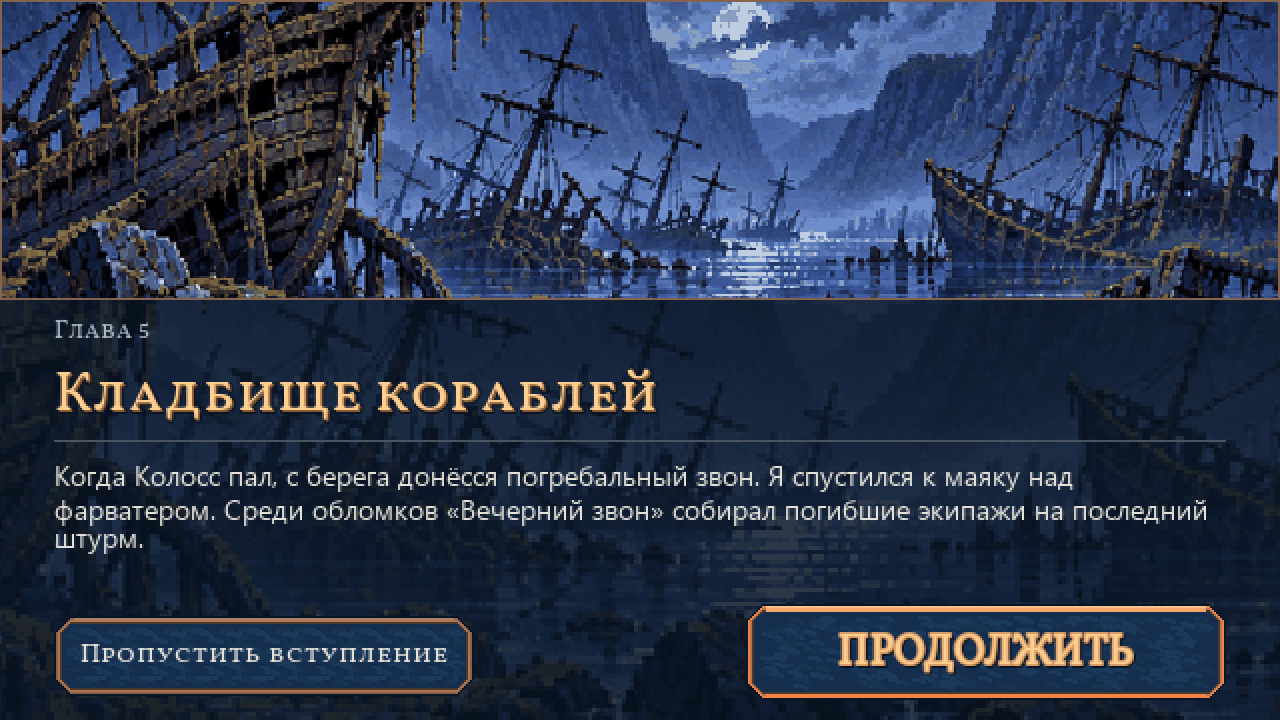 Глава 5
Кладбище кораблей
Когда Колосс пал, с берега донёсся погребальный звон. Я спустился к маяку над
фарватером. Среди обломков «Вечерний звон» собирал погибшие экипажи на последний
штурм.
Пропустить вступление
ПРОДОЛЖИТЬ